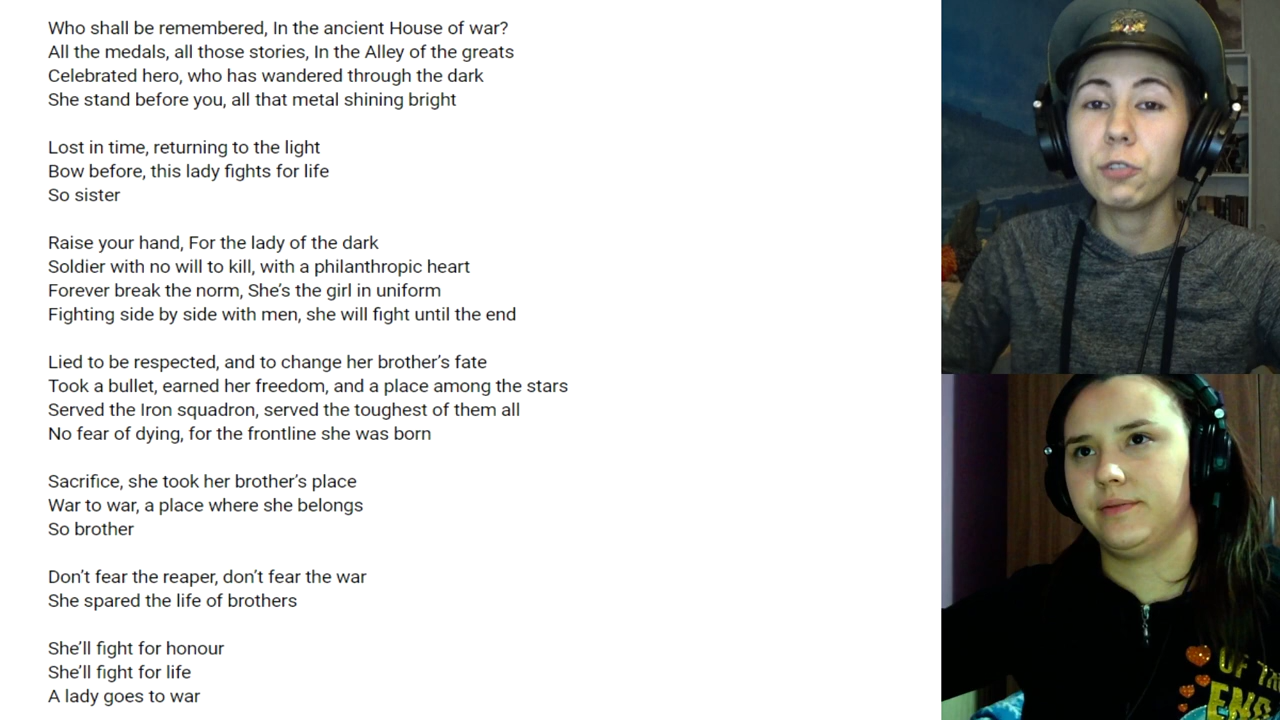 Who shall be remembered, In the ancient House of war?
All the medals, all those stories, In the Alley of the greats
Celebrated hero, who has wandered through the dark
She stand before you, all that metal shining bright
Lost in time, returning to the light
Bow before, this lady fights for life
So sister
Raise your hand, For the lady of the dark
Soldier with no will to kill, with a philanthropic heart
Forever break the norm, She’s the girl in uniform
Fighting side by side with men, she will fight until the end
Lied to be respected, and to change her brother’s fate
Took a bullet, earned her freedom, and a place among the stars
Served the Iron squadron, served the toughest of them all
No fear of dying, for the frontline she was born
Sacrifice, she took her brother’s place
War to war, a place where she belongs
So brother
Don’t fear the reaper, don’t fear the war
She spared the life of brothers
She’ll fight for honour
She’ll fight for life
A lady goes to war
OF
END